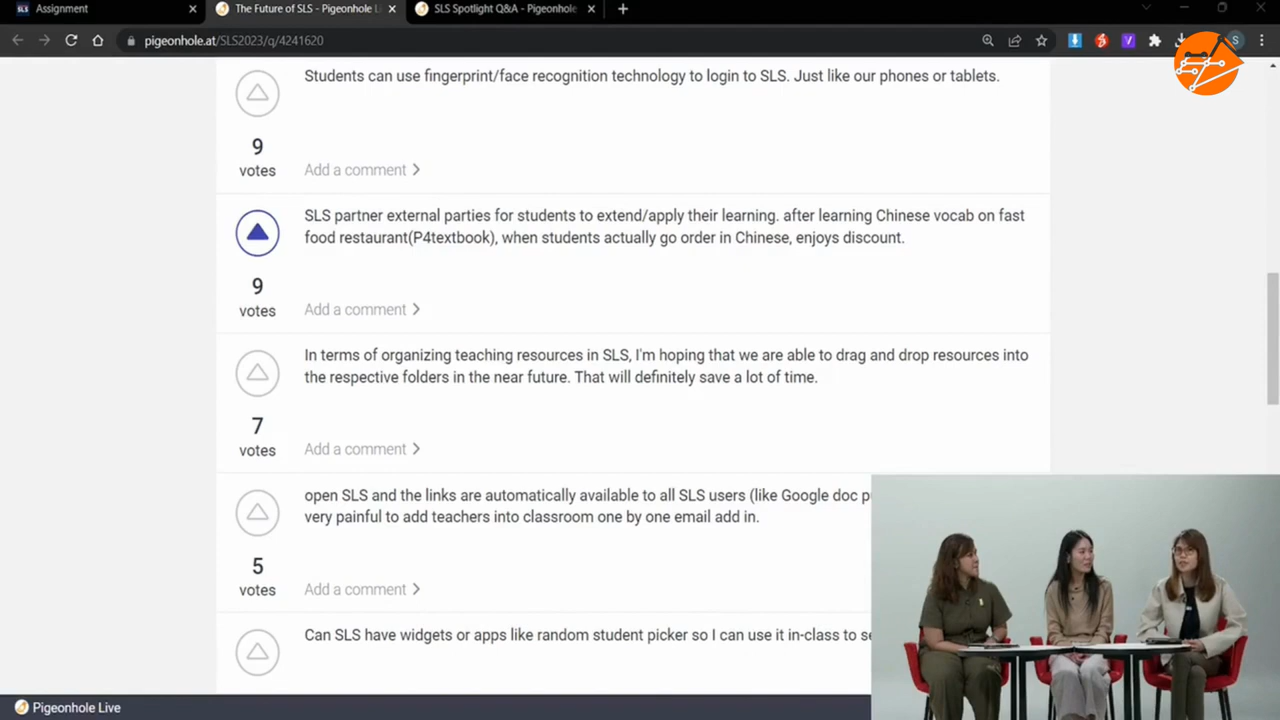 SLS Assignment
The Future of SLS - Pigeonhole Li
SLS Spotlight Q&A - Pigeonhole
pigeonhole.at/SLS2023/q/4241620
Students can use fingerprint/face recognition technology to login to SLS. Just like our phones or tablets.
9
votes
Add a comment
SLS partner external parties for students to extend/apply their learning. after learning Chinese vocab on fast
food restaurant(P4textbook), when students actually go order in Chinese, enjoys discount.
9
votes
Add a comment
In terms of organizing teaching resources in SLS, I'm hoping that we are able to drag and drop resources into
the respective folders in the near future. That will definitely save a lot of time.
7
votes
Add a comment
open SLS and the links are automatically available to all SLS users (like Google doc pu
very painful to add teachers into classroom one by one email add in.
5
votes
Add a comment
Can SLS have widgets or apps like random student picker so I can use it in-class to se
Pigeonhole Live